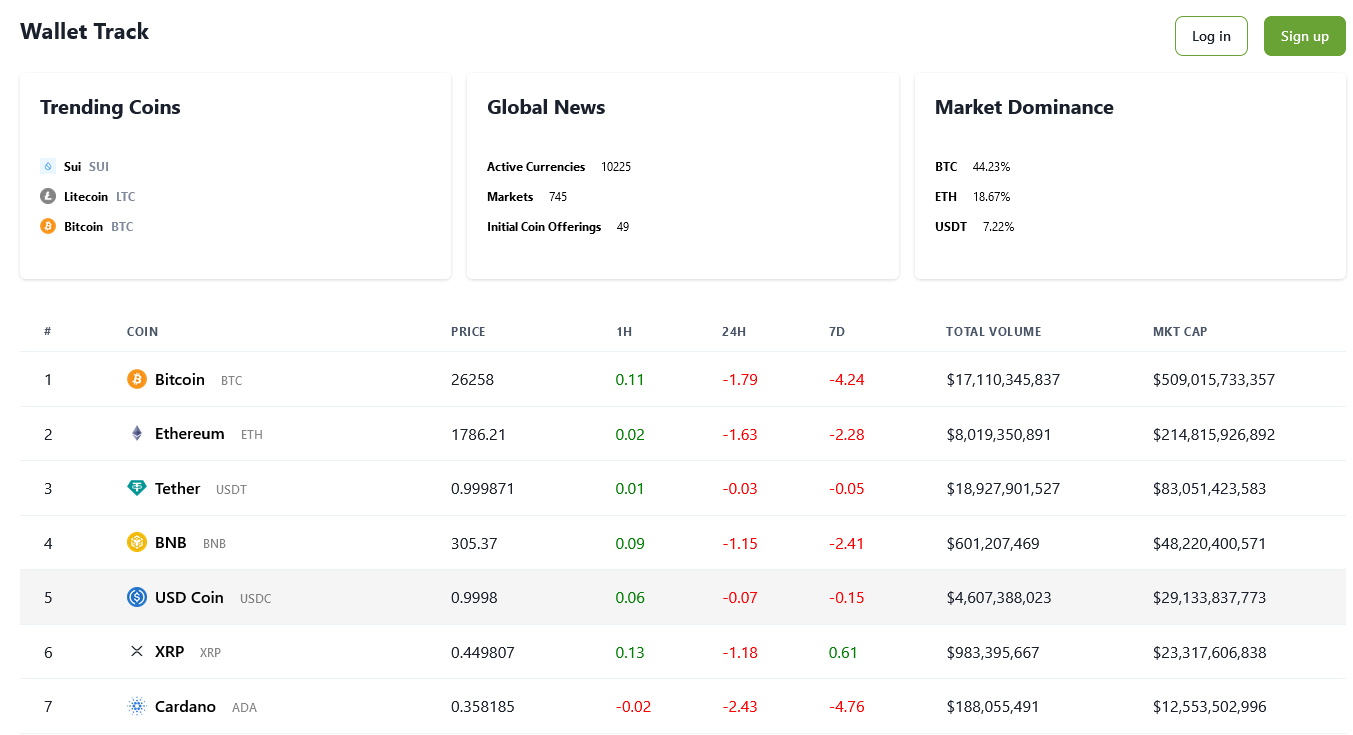 Wallet Track
Log in
Sign up
Trending Coins
Sui SUI
Litecoin LTC
Bitcoin BTC
Global News
Active Currencies 10225
Markets 745
Initial Coin Offerings 49
Market Dominance
BTC 44.23%
ETH 18.67%
USDT 7.22%
# COIN PRICE 1H 24H 7D TOTAL VOLUME MKT CAP
1 Bitcoin BTC 26258 0.11 -1.79 -4.24 $17,110,345,837 $509,015,733,357
2 Ethereum ETH 1786.21 0.02 -1.63 -2.28 $8,019,350,891 $214,815,926,892
3 Tether USDT 0.999871 0.01 -0.03 -0.05 $18,927,901,527 $83,051,423,583
4 BNB BNB 305.37 0.09 -1.15 -2.41 $601,207,469 $48,220,400,571
5 USD Coin USDC 0.9998 0.06 -0.07 -0.15 $4,607,388,023 $29,133,837,773
6 XRP XRP 0.449807 0.13 -1.18 0.61 $983,395,667 $23,317,606,838
7 Cardano ADA 0.358185 -0.02 -2.43 -4.76 $188,055,491 $12,553,502,996